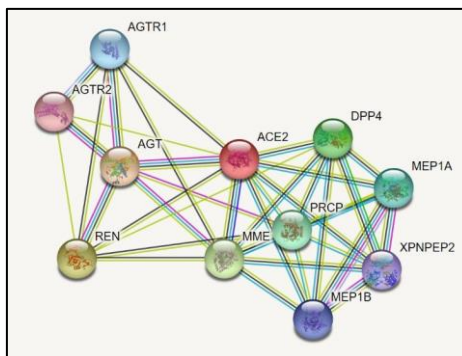 AGTR1
AGTR2
DPP4
ACE2
AGT
MEP1A
PRCP
REN
MME
XPNPEP2
MEP1B